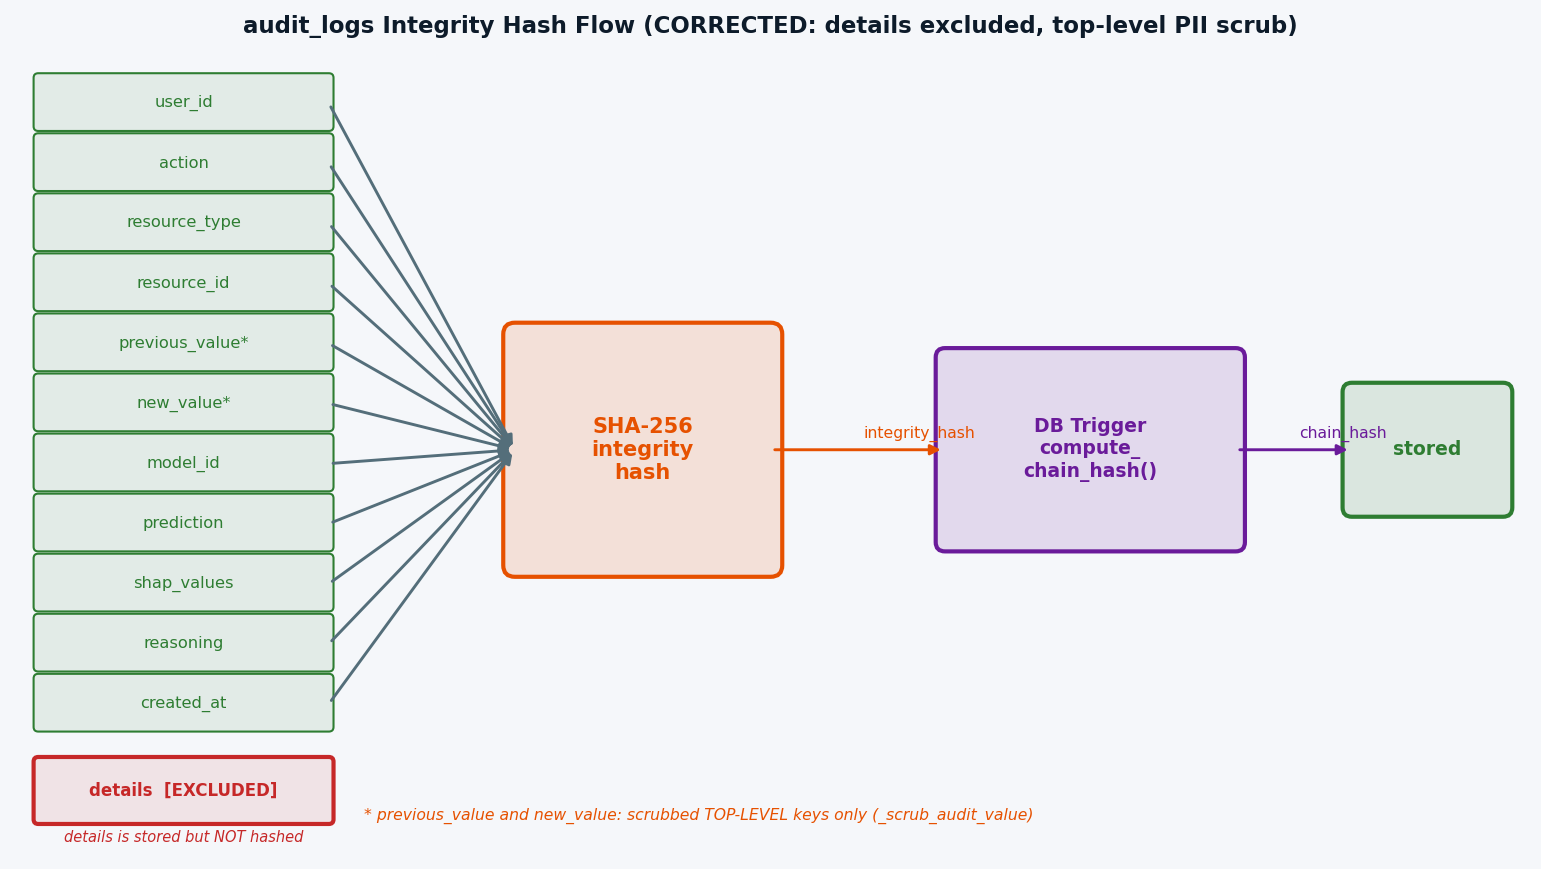 audit_logs Integrity Hash Flow (CORRECTED: details excluded, top-level PII scrub)
user_id
action
resource_type
resource_id
previous_value*
new_value*
model_id
prediction
shap_values
reasoning
created_at
SHA-256
integrity
hash
integrity_hash
DB Trigger
compute_
chain_hash()
chain_hash
stored
details [EXCLUDED]
details is stored but NOT hashed
* previous_value and new_value: scrubbed TOP-LEVEL keys only (_scrub_audit_value)